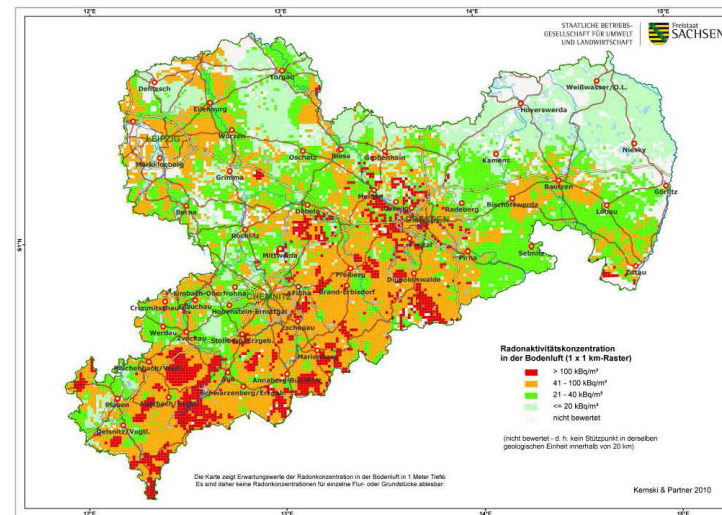 12°E
13°E
14°E
15°E
STAATLICHE BETRIEBS-
GESELLSCHAFT FÜR UMWELT
UND LANDWIRTSCHAFT
Freistaat
SACHSEN
Delitzsch
Torgau
Eilenburg
LEIPZIG
Wurzen
Markkleeberg
Oschatz
Riesa
Großenhain
Grimma
Borna
Döbeln
Meißen
Rochlitz
Mittweida
Hoyerswerda
Weißwasser/O.L.
Niesky
Kamenz
Bautzen
Görlitz
Bischofswerda
Löbau
Radeberg
DRESDEN
Freital
Pirna
Sebnitz
Zittau
Dippoldiswalde
Freiberg
Brand-Erbisdorf
Limbach-Oberfrohna
CHEMNITZ
Flöha
Crimmitschau
Glauchau
Hohenstein-Ernstthal
Werdau
Zwickau
Stollberg/Erzgeb.
Zschopau
Marienberg
Reichenbach/Vogtl.
Aue
Annaberg-Buchholz
Schwarzenberg/Erzgeb.
Plauen
Auerbach/Vogtl.
Oelsnitz/Vogtl.
51°N
Radonaktivitätskonzentration
in der Bodenluft (1 x 1 km-Raster)
> 100 kBq/m³
41 - 100 kBq/m³
21 - 40 kBq/m³
<= 20 kBq/m³
nicht bewertet
(nicht bewertet - d. h. kein Stützpunkt in derselben
geologischen Einheit innerhalb von 20 km)
Die Karte zeigt Erwartungswerte der Radonkonzentration in der Bodenluft in 1 Meter Tiefe.
Es sind daher keine Radonkonzentrationen für einzelne Flur- oder Grundstücke ablesbar.
Kemski & Partner 2010
12°E
13°E
14°E
15°E